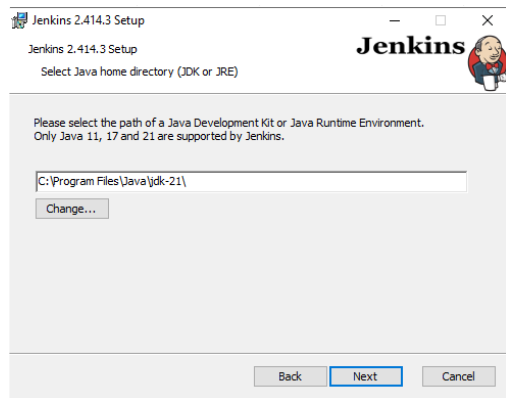 Jenkins 2.414.3 Setup
Jenkins 2.414.3 Setup
Jenkins
Select Java home directory (JDK or JRE)
Please select the path of a Java Development Kit or Java Runtime Environment.
Only Java 11, 17 and 21 are supported by Jenkins.
C:\Program Files\Java\jdk-21\
Change...
Back
Next
Cancel